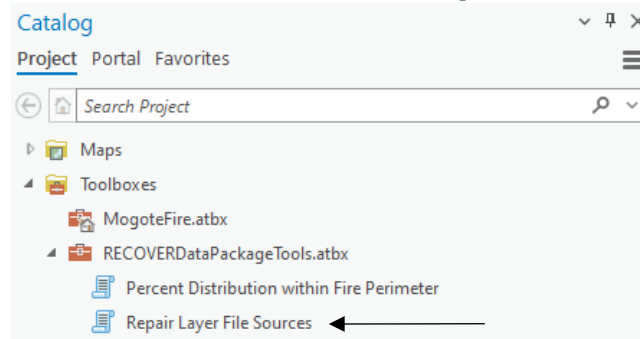 Catalog
Project Portal Favorites
Search Project
Maps
Toolboxes
MogoteFire.atbx
RECOVERDataPackageTools.atbx
Percent Distribution within Fire Perimeter
Repair Layer File Sources